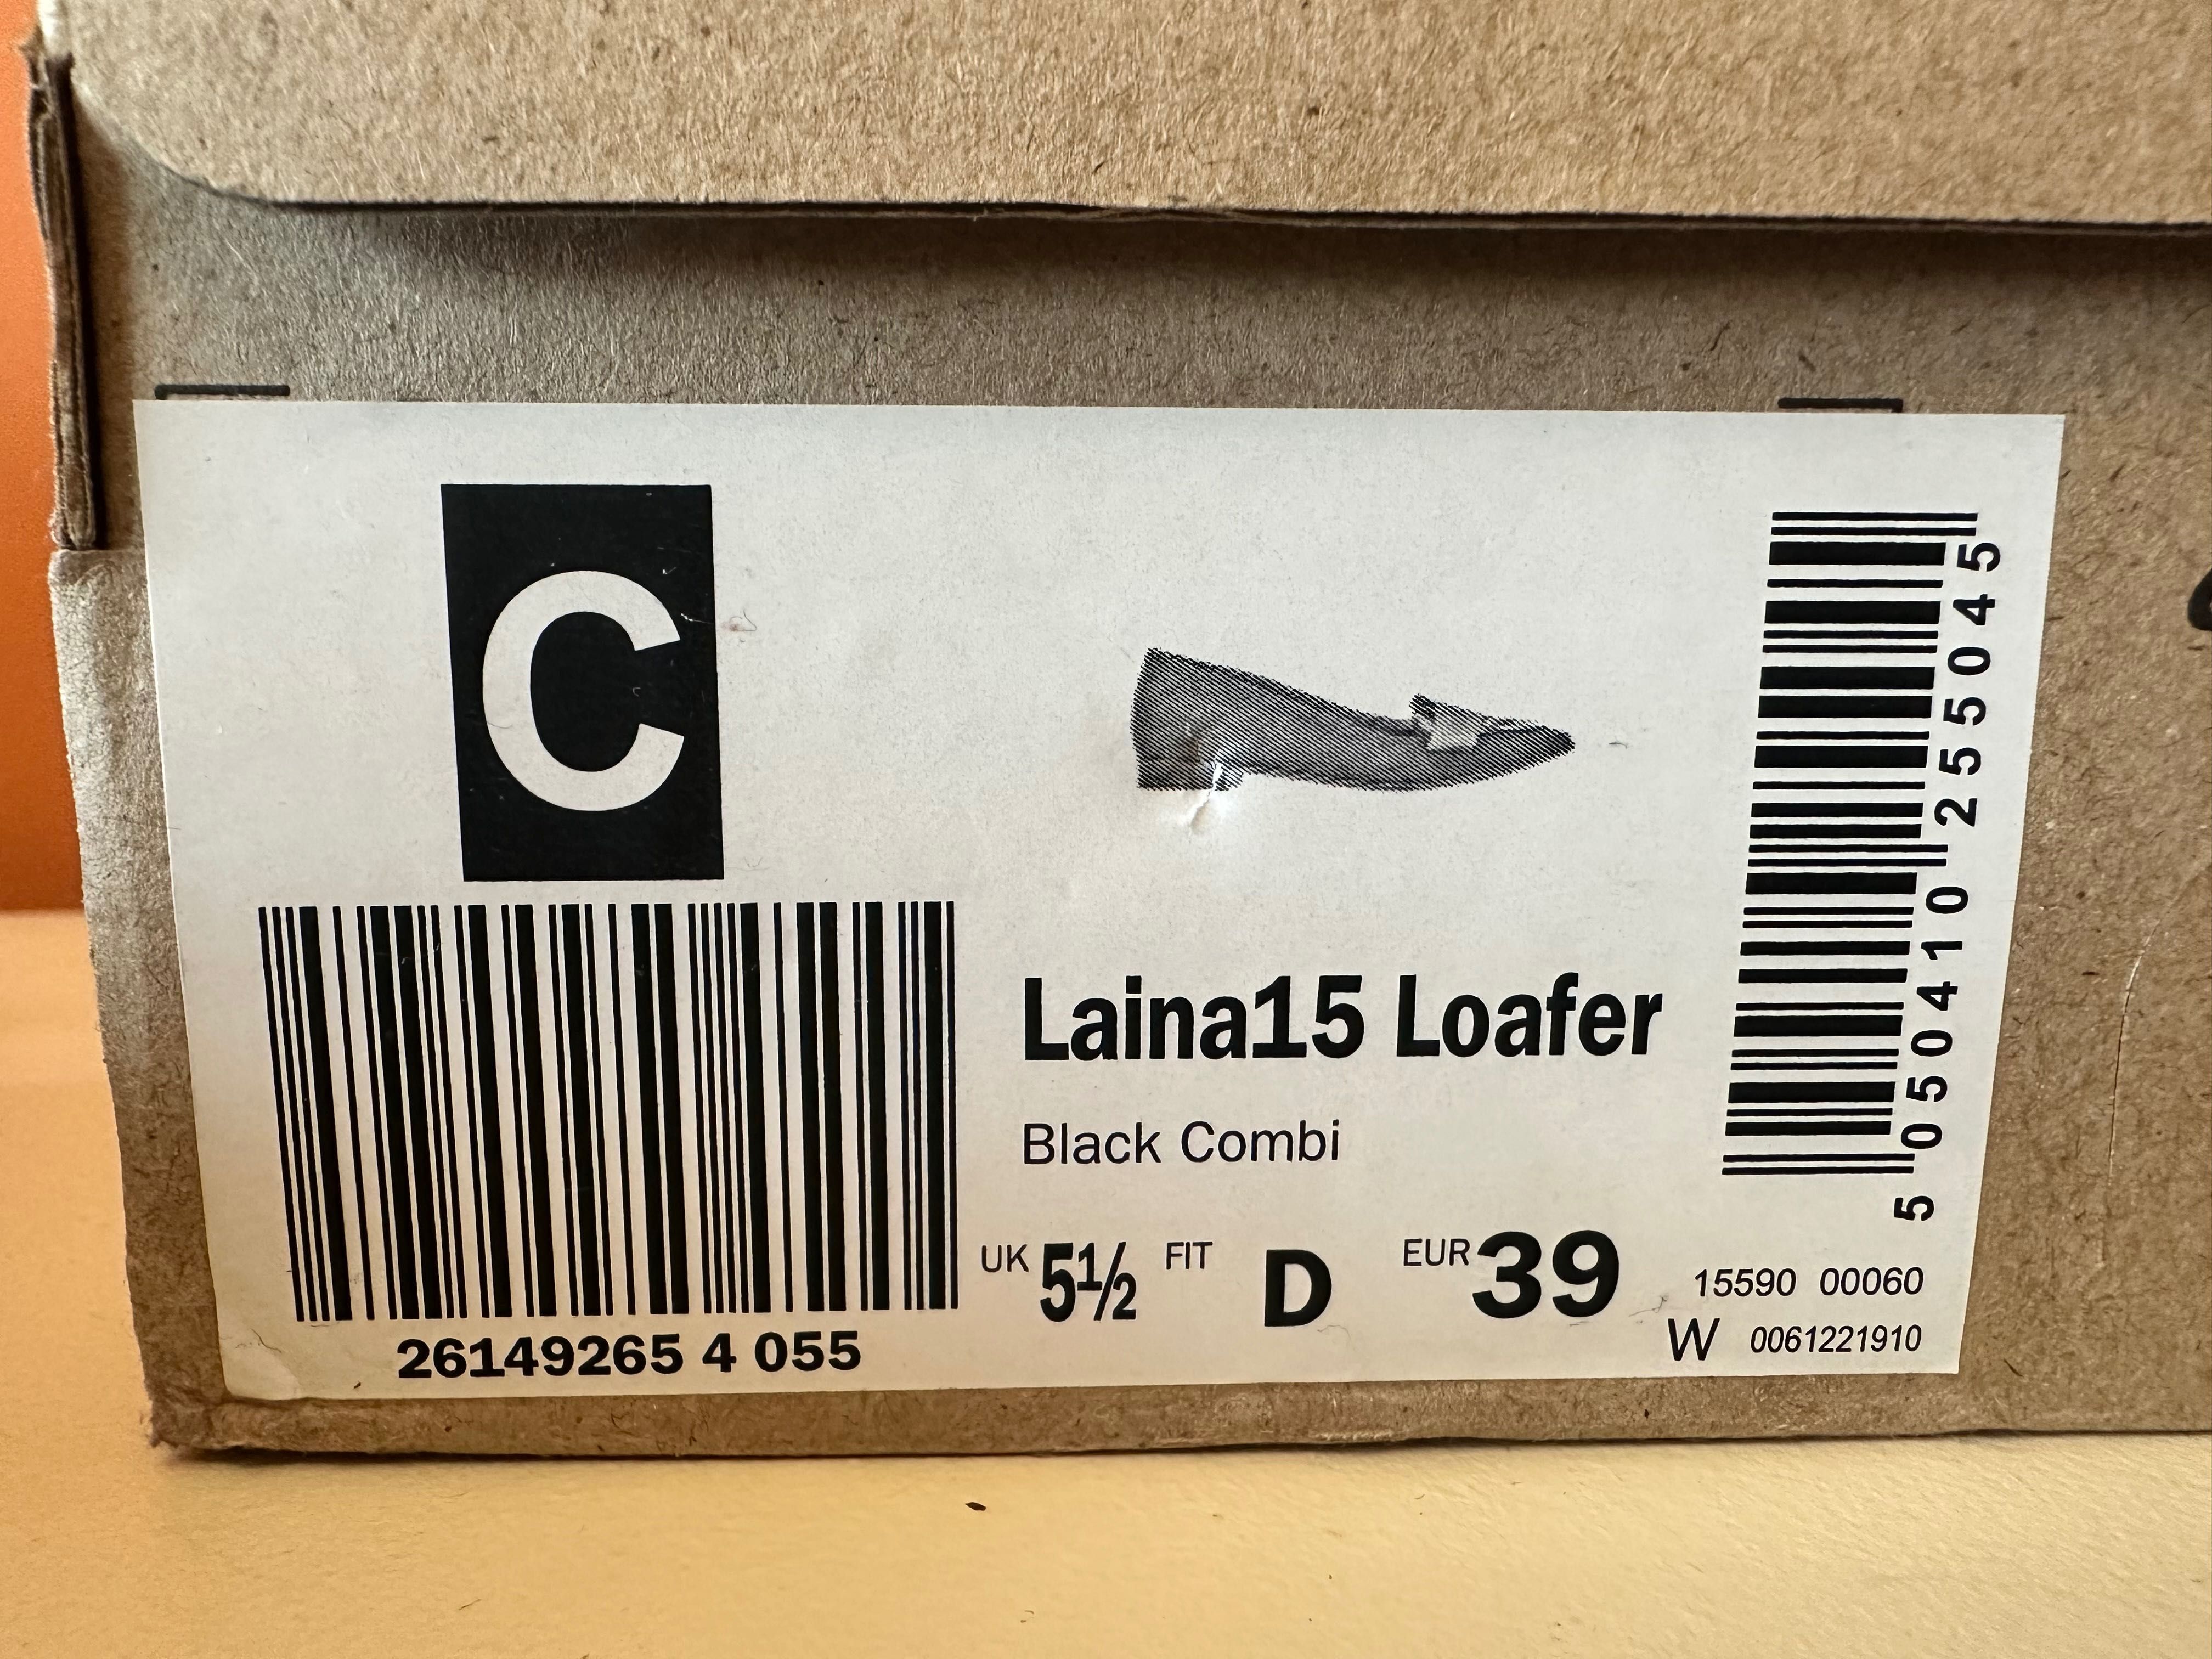 C
Laina15 Loafer
Black Combi
UK 5½ FIT D EUR 39
26149265 4 055
5 050410 255045
15590 00060
W 0061221910